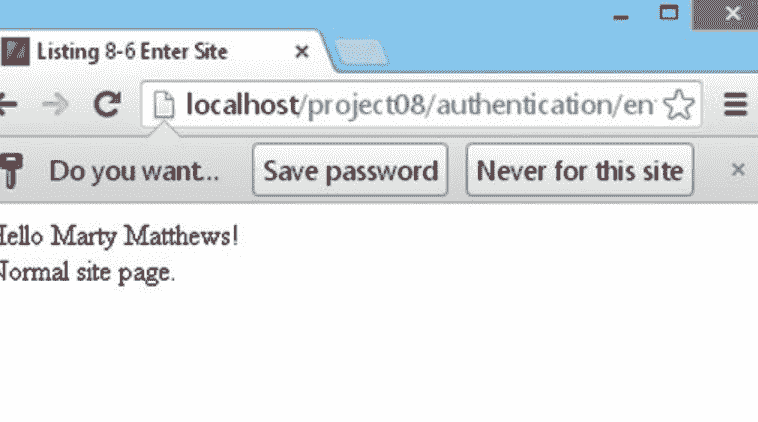 Listing 8-6 Enter Site
localhost/project08/authentication/en
Do you want... Save password Never for this site
Hello Marty Matthews!
Normal site page.